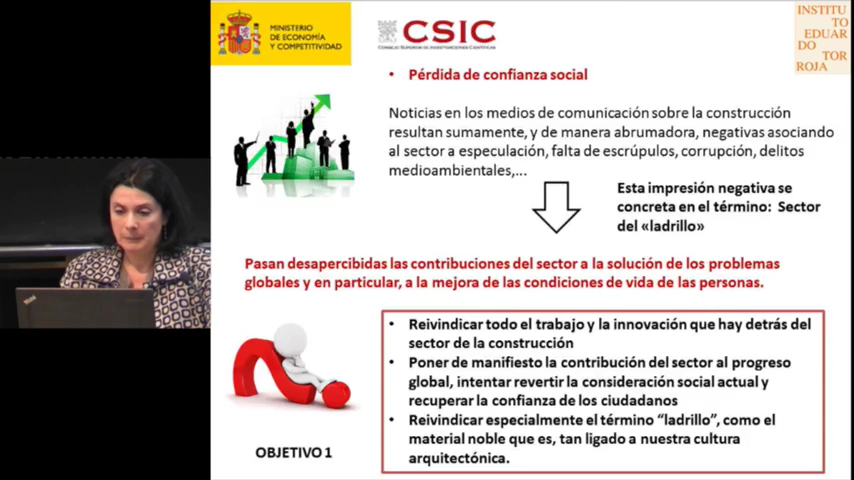 MINISTERIO
DE ECONOMÍA
Y COMPETITIVIDAD
CSIC
CONSEJO SUPERIOR DE INVESTIGACIONES CIENTÍFICAS
INSTITU
TO
EDUAR
DO TOR
ROJA
• Pérdida de confianza social
Noticias en los medios de comunicación sobre la construcción
resultan sumamente, y de manera abrumadora, negativas asociando
al sector a especulación, falta de escrúpulos, corrupción, delitos
medioambientales,...
Esta impresión negativa se
concreta en el término: Sector
del «ladrillo»
Pasan desapercibidas las contribuciones del sector a la solución de los problemas
globales y en particular, a la mejora de las condiciones de vida de las personas.
• Reivindicar todo el trabajo y la innovación que hay detrás del
sector de la construcción
• Poner de manifiesto la contribución del sector al progreso
global, intentar revertir la consideración social actual y
recuperar la confianza de los ciudadanos
• Reivindicar especialmente el término “ladrillo”, como el
material noble que es, tan ligado a nuestra cultura
arquitectónica.
OBJETIVO 1
ThinkPad